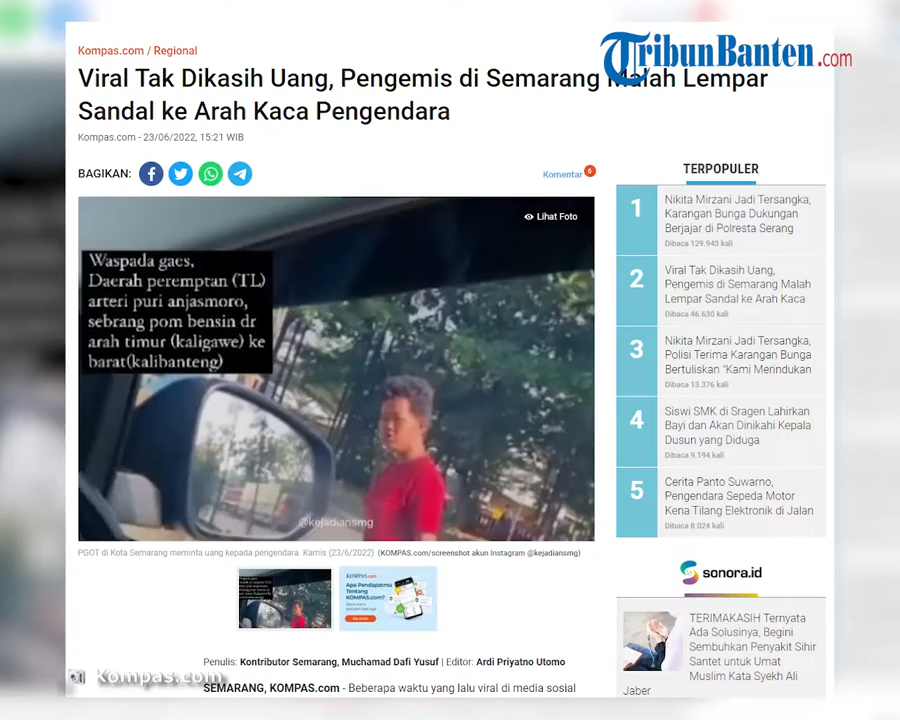 TribunBanten.com
Kompas.com / Regional
Viral Tak Dikasih Uang, Pengemis di Semarang Malah Lempar
Sandal ke Arah Kaca Pengendara
Kompas.com - 23/06/2022, 15:21 WIB
BAGIKAN:
Komentar 6
Lihat Foto
Waspada gaes,
Daerah peremptan (TL)
arteri puri anjasmoro,
sebrang pom bensin dr
arah timur (kaligawe) ke
barat(kalibanteng)
@kejadiansmg
PGOT di Kota Semarang meminta uang kepada pengendara. Kamis (23/6/2022) (KOMPAS.com/screenshot akun Instagram @kejadiansmg)
KOMPAS.com
Apa Pendapatmu
Tentang
KOMPAS.com?
Penulis: Kontributor Semarang, Muchamad Dafi Yusuf | Editor: Ardi Priyatno Utomo
SEMARANG, KOMPAS.com - Beberapa waktu yang lalu viral di media sosial
Kompas.com
TERPOPULER
1
Nikita Mirzani Jadi Tersangka,
Karangan Bunga Dukungan
Berjajar di Polresta Serang
Dibaca 129.943 kali
2
Viral Tak Dikasih Uang,
Pengemis di Semarang Malah
Lempar Sandal ke Arah Kaca
Dibaca 46.630 kali
3
Nikita Mirzani Jadi Tersangka,
Polisi Terima Karangan Bunga
Bertuliskan "Kami Merindukan
Dibaca 13.376 kali
4
Siswi SMK di Sragen Lahirkan
Bayi dan Akan Dinikahi Kepala
Dusun yang Diduga
Dibaca 9.194 kali
5
Cerita Panto Suwarno,
Pengendara Sepeda Motor
Kena Tilang Elektronik di Jalan
Dibaca 8.024 kali
sonora.id
TERIMAKASIH Ternyata
Ada Solusinya, Begini
Sembuhkan Penyakit Sihir
Santet untuk Umat
Muslim Kata Syekh Ali
Jaber